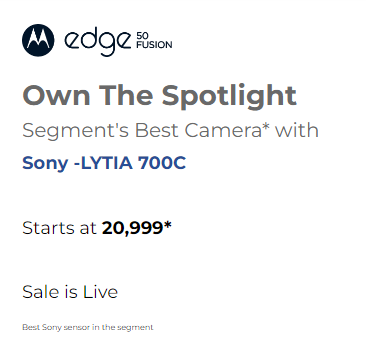 edge 50 FUSION
Own The Spotlight
Segment's Best Camera* with
Sony -LYTIA 700C
Starts at 20,999*
Sale is Live
Best Sony sensor in the segment